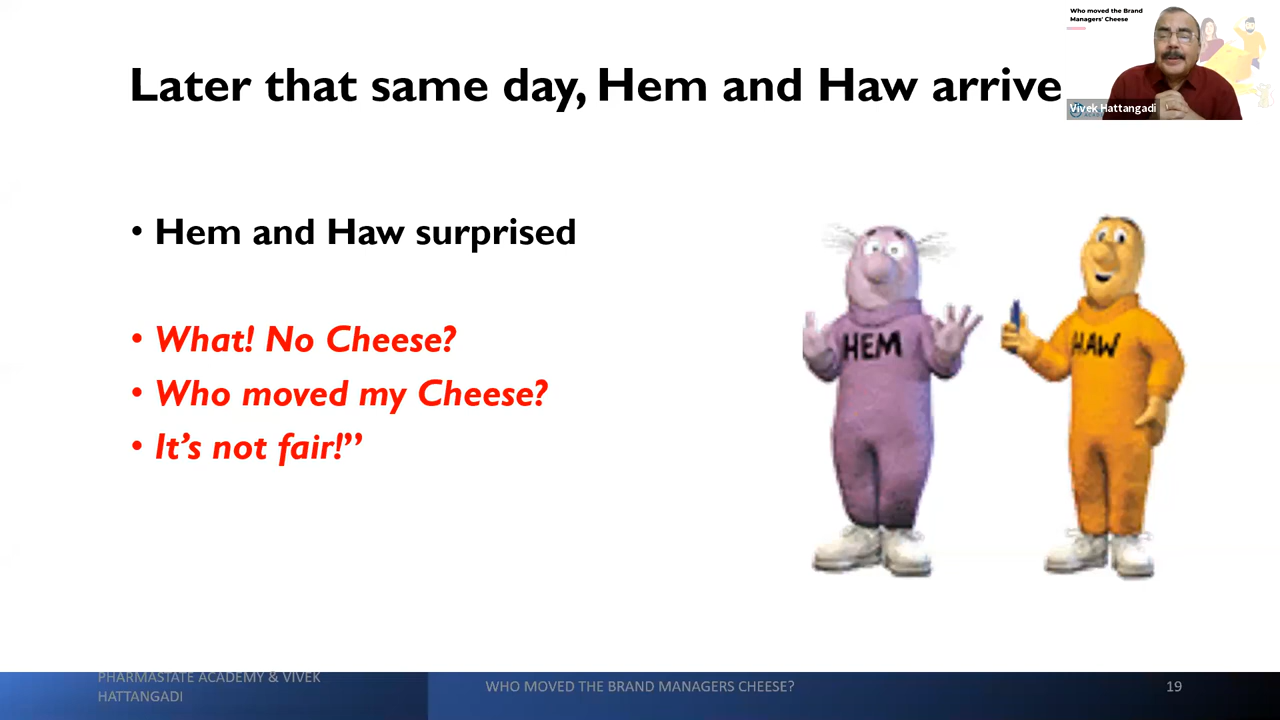 Who moved the Brand
Managers' Cheese
Later that same day, Hem and Haw arrive
Vivek Hattangadi
• Hem and Haw surprised
• What! No Cheese?
• Who moved my Cheese?
• It's not fair!”
HEM
HAW
PHARMASTATE ACADEMY & VIVEK
HATTANGADI
WHO MOVED THE BRAND MANAGERS CHEESE?
19